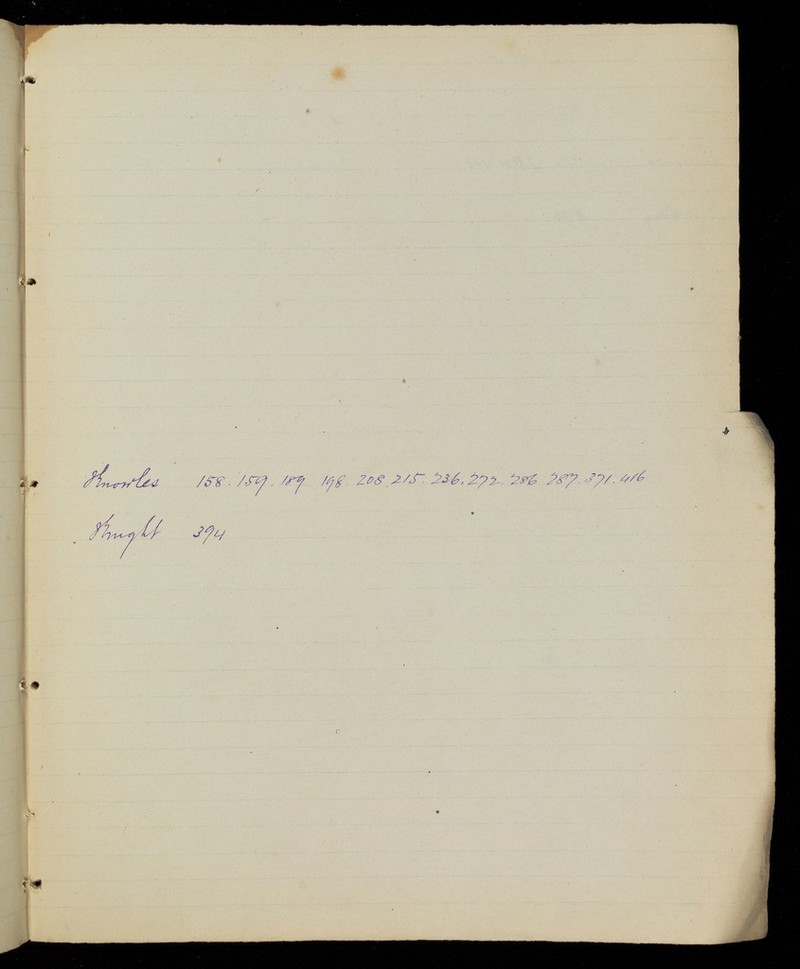 Knowles 158. 159. 189 198 208 215. 236. 272. 286. 287. 371. 416
Knight 394